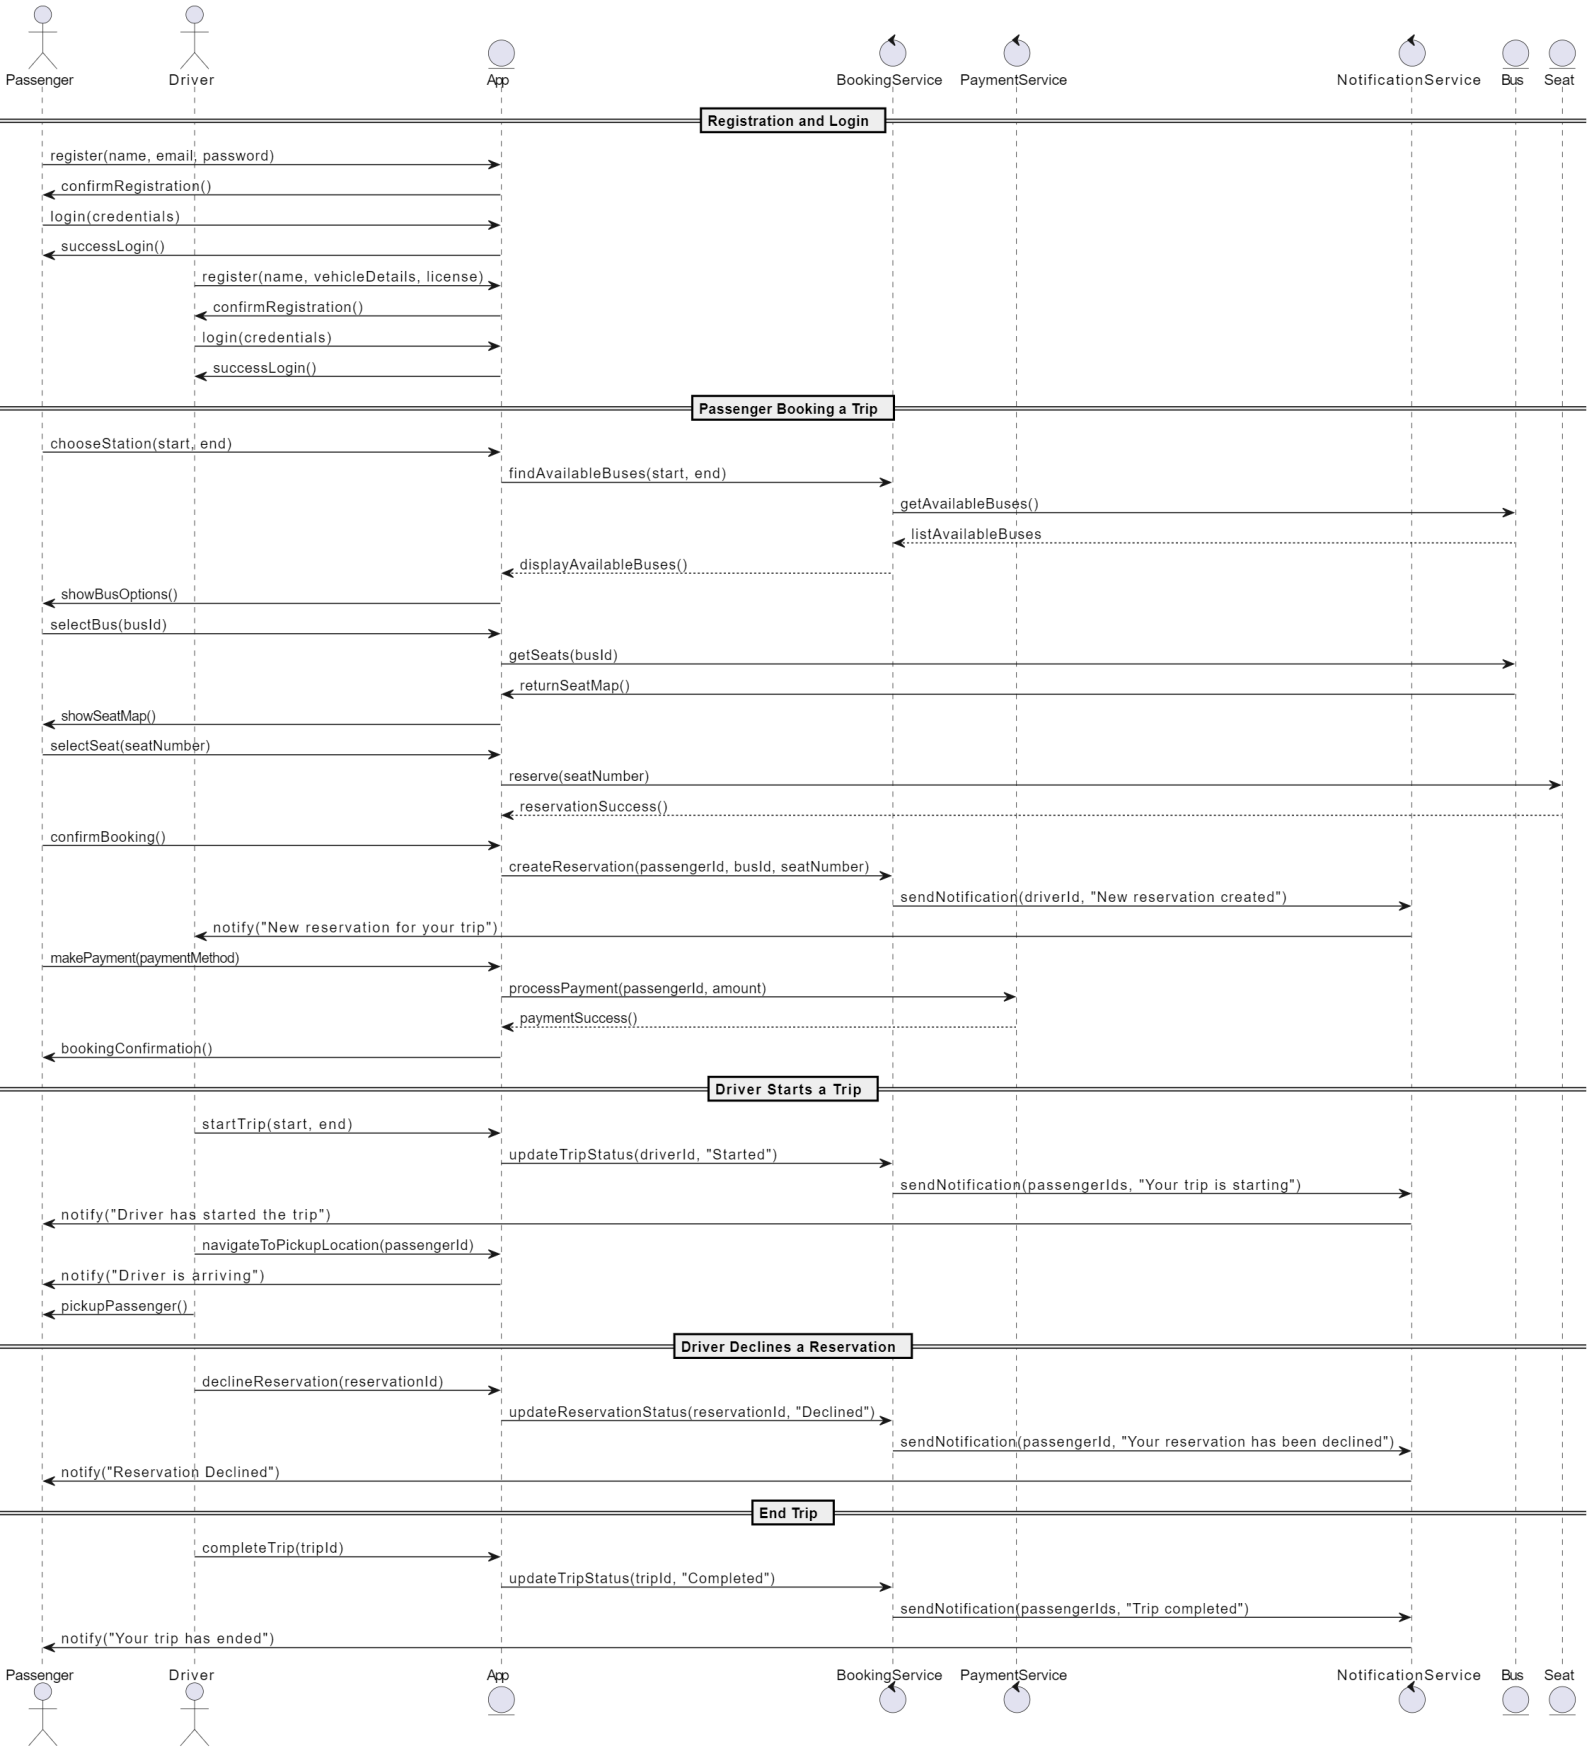 Passenger Driver App BookingService PaymentService NotificationService Bus Seat
Registration and Login
register(name, email, password)
confirmRegistration()
login(credentials)
successLogin()
register(name, vehicleDetails, license)
confirmRegistration()
login(credentials)
successLogin()
Passenger Booking a Trip
chooseStation(start, end)
findAvailableBuses(start, end)
getAvailableBuses()
listAvailableBuses
displayAvailableBuses()
showBusOptions()
selectBus(busId)
getSeats(busId)
returnSeatMap()
showSeatMap()
selectSeat(seatNumber)
reserve(seatNumber)
reservationSuccess()
confirmBooking()
createReservation(passengerId, busId, seatNumber)
sendNotification(driverId, "New reservation created")
notify("New reservation for your trip")
makePayment(paymentMethod)
processPayment(passengerId, amount)
paymentSuccess()
bookingConfirmation()
Driver Starts a Trip
startTrip(start, end)
updateTripStatus(driverId, "Started")
sendNotification(passengerIds, "Your trip is starting")
notify("Driver has started the trip")
navigateToPickupLocation(passengerId)
notify("Driver is arriving")
pickupPassenger()
Driver Declines a Reservation
declineReservation(reservationId)
updateReservationStatus(reservationId, "Declined")
sendNotification(passengerId, "Your reservation has been declined")
notify("Reservation Declined")
End Trip
completeTrip(tripId)
updateTripStatus(tripId, "Completed")
sendNotification(passengerIds, "Trip completed")
notify("Your trip has ended")
Passenger Driver App BookingService PaymentService NotificationService Bus Seat